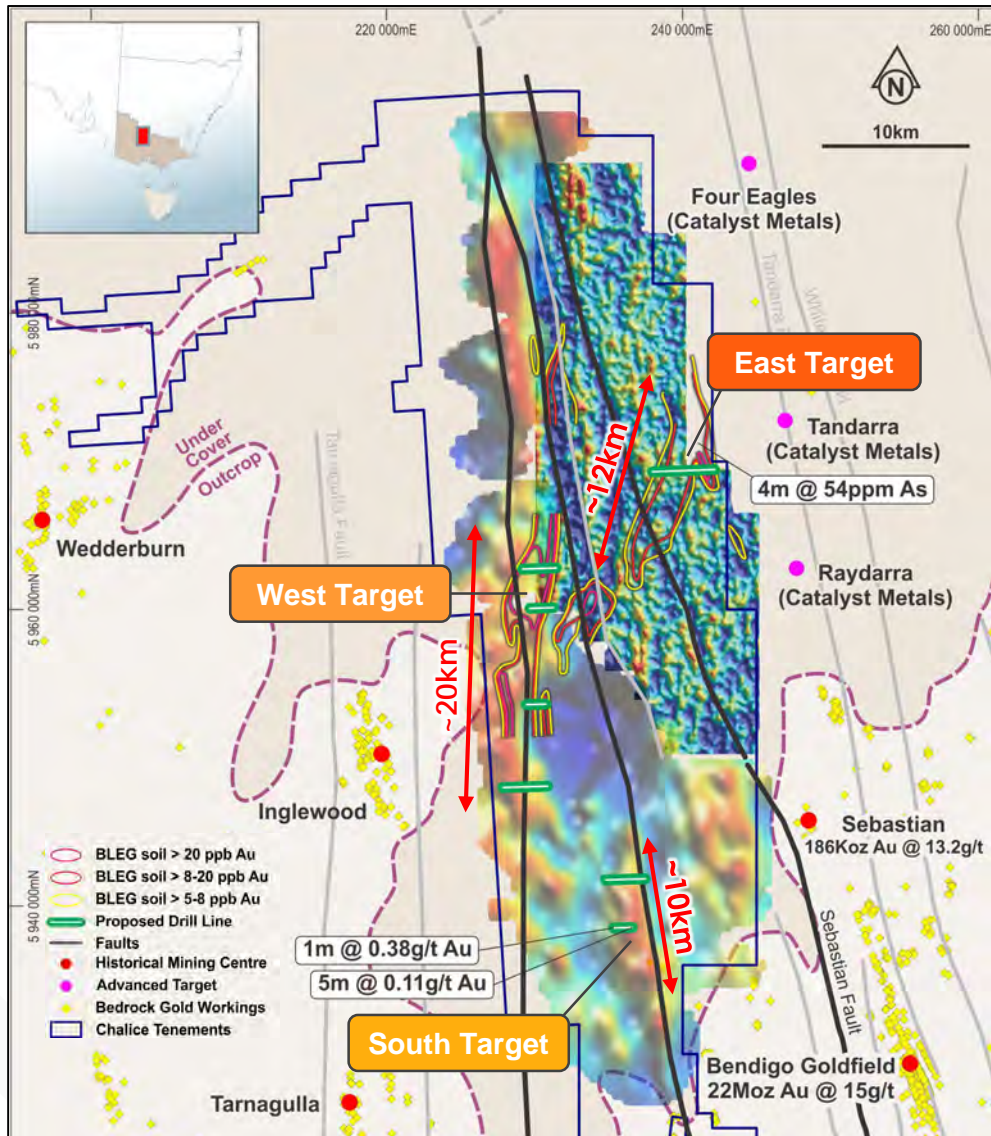 220 000mE
240 000mE
260 000mE
N
10km
Four Eagles
(Catalyst Metals)
5 980 000mN
East Target
Under
Cover
Outcrop
~12km
Tandarra
(Catalyst Metals)
4m @ 54ppm As
Wedderburn
West Target
Raydarra
(Catalyst Metals)
5 960 000mN
~20km
Inglewood
Sebastian
186Koz Au @ 13.2g/t
BLEG soil > 20 ppb Au
BLEG soil > 8-20 ppb Au
BLEG soil > 5-8 ppb Au
Proposed Drill Line
Faults
Historical Mining Centre
Advanced Target
Bedrock Gold Workings
Chalice Tenements
5 940 000mN
~10km
1m @ 0.38g/t Au
5m @ 0.11g/t Au
Sebastian Fault
South Target
Bendigo Goldfield
22Moz Au @ 15g/t
Tarnagulla